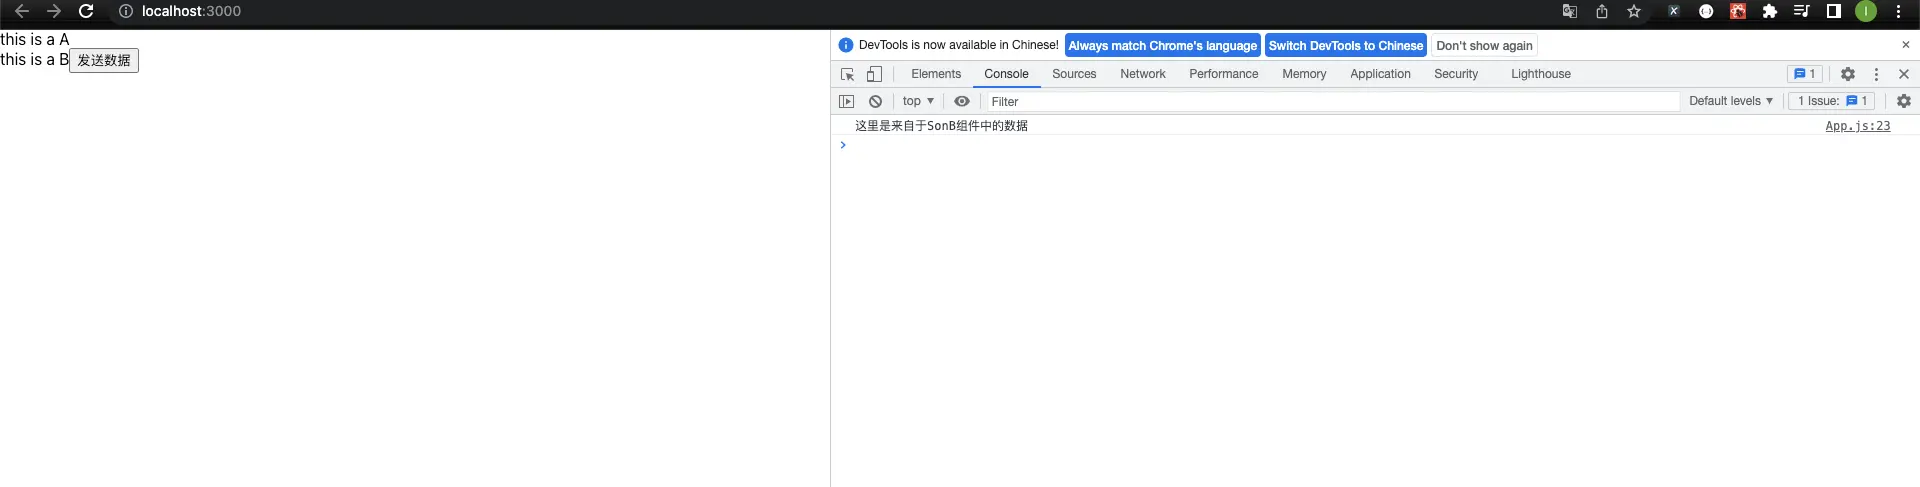 localhost:3000
this is a A
this is a B 发送数据
DevTools is now available in Chinese! Always match Chrome's language Switch DevTools to Chinese Don't show again
Elements Console Sources Network Performance Memory Application Security Lighthouse 1
top Filter Default levels 1 Issue: 1
这里是来自于SonB组件中的数据 App.js:23